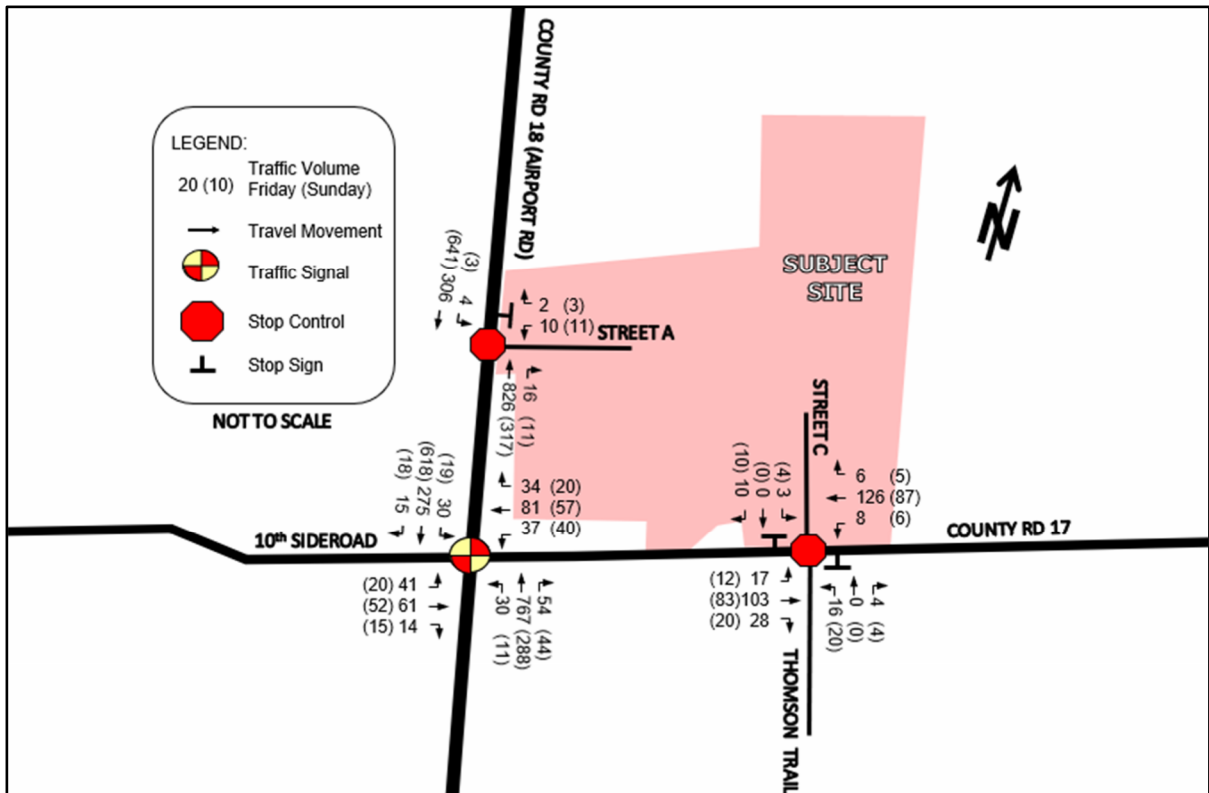 COUNTY RD 18 (AIRPORT RD)
LEGEND:
20 (10)
Traffic Volume
Friday (Sunday)
Travel Movement
Traffic Signal
Stop Control
Stop Sign
NOT TO SCALE
N
SUBJECT
SITE
(3) 4
(641) 306
2 (3)
10 (11)
STREET A
16 (11)
826 (317)
STREET C
(19) 30
(618) 275
(18) 15
34 (20)
81 (57)
37 (40)
(4) 3
(0) 0
(10) 10
6 (5)
126 (87)
8 (6)
10th SIDEROAD
COUNTY RD 17
(20) 41
(52) 61
(15) 14
54 (44)
767 (288)
30 (11)
(12) 17
(83) 103
(20) 28
4 (4)
0 (0)
16 (20)
THOMSON TRAIL